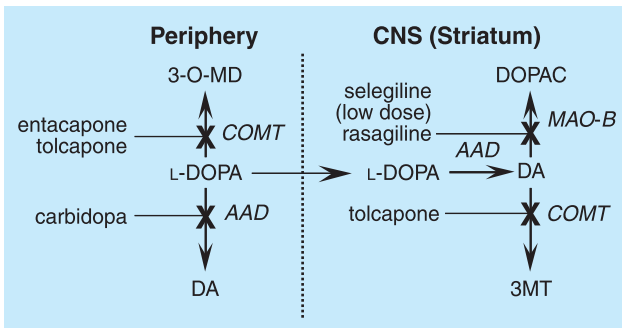 Periphery
CNS (Striatum)
3-O-MD
DOPAC
entacapone
tolcapone
COMT
selegiline
(low dose)
rasagiline
MAO-B
L-DOPA
L-DOPA
AAD
DA
carbidopa
AAD
tolcapone
COMT
DA
3MT